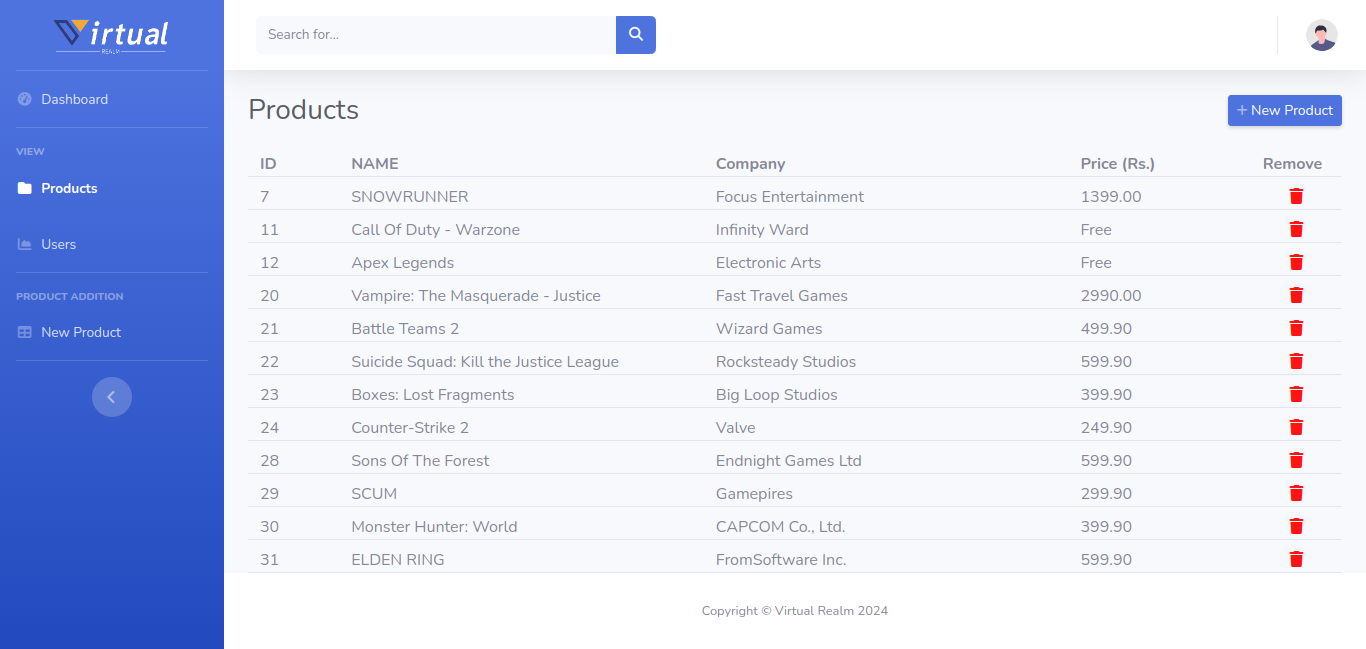 Virtual
REALM
Dashboard
VIEW
Products
Users
PRODUCT ADDITION
New Product
Search for...
Products
+ New Product
ID NAME Company Price (Rs.) Remove
7 SNOWRUNNER Focus Entertainment 1399.00
11 Call Of Duty - Warzone Infinity Ward Free
12 Apex Legends Electronic Arts Free
20 Vampire: The Masquerade - Justice Fast Travel Games 2990.00
21 Battle Teams 2 Wizard Games 499.90
22 Suicide Squad: Kill the Justice League Rocksteady Studios 599.90
23 Boxes: Lost Fragments Big Loop Studios 399.90
24 Counter-Strike 2 Valve 249.90
28 Sons Of The Forest Endnight Games Ltd 599.90
29 SCUM Gamepires 299.90
30 Monster Hunter: World CAPCOM Co., Ltd. 399.90
31 ELDEN RING FromSoftware Inc. 599.90
Copyright © Virtual Realm 2024